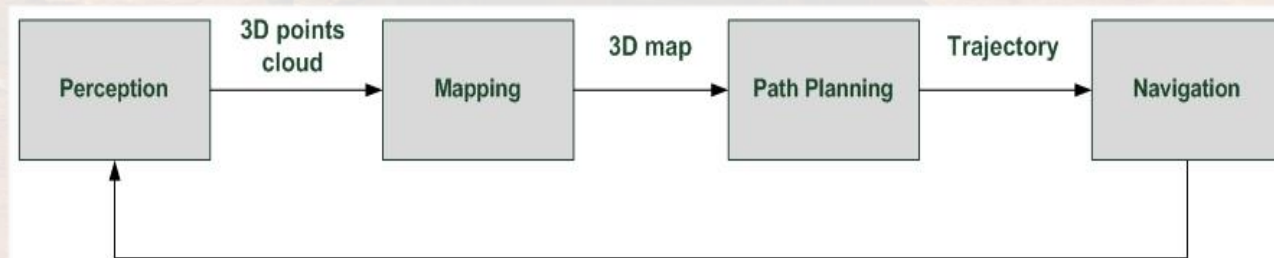 Perception
3D points
cloud
Mapping
3D map
Path Planning
Trajectory
Navigation